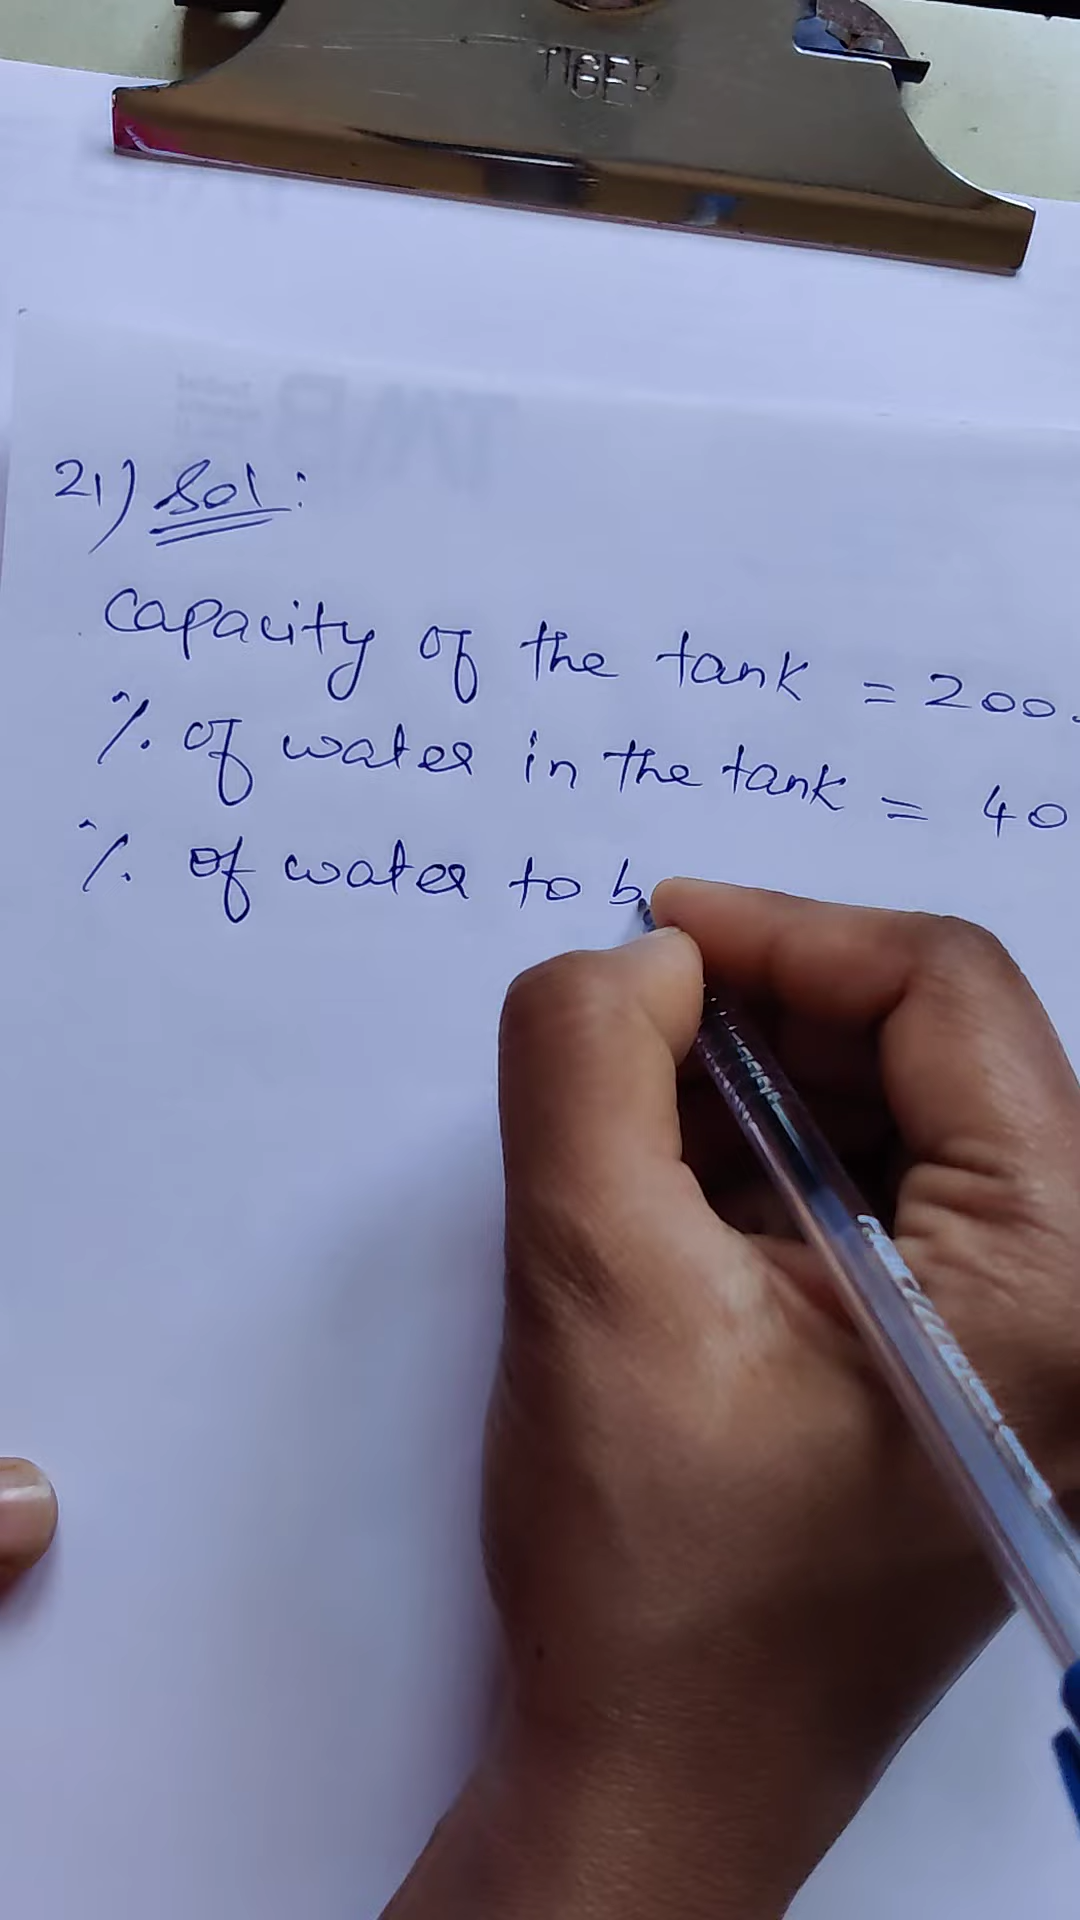 TIGER
21) Sol:
Capacity of the tank = 200
% of water in the tank = 40
% of water to b